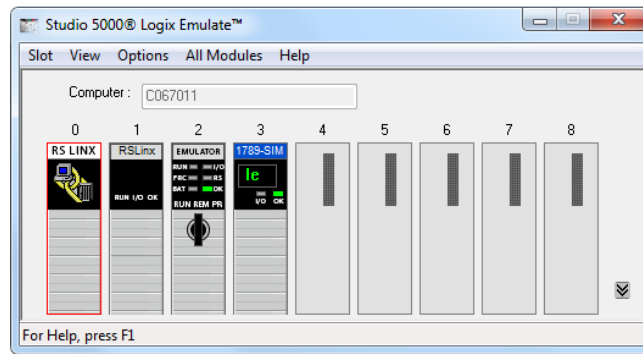 Studio 5000® Logix Emulate™
Slot View Options All Modules Help
Computer : C067011
0 1 2 3 4 5 6 7 8
RS LINX RSLinx EMULATOR 1789-SIM
RUN I/O
FRC RS
BAT OK
le
RUN I/O OK
I/O OK
RUN REM PR
For Help, press F1